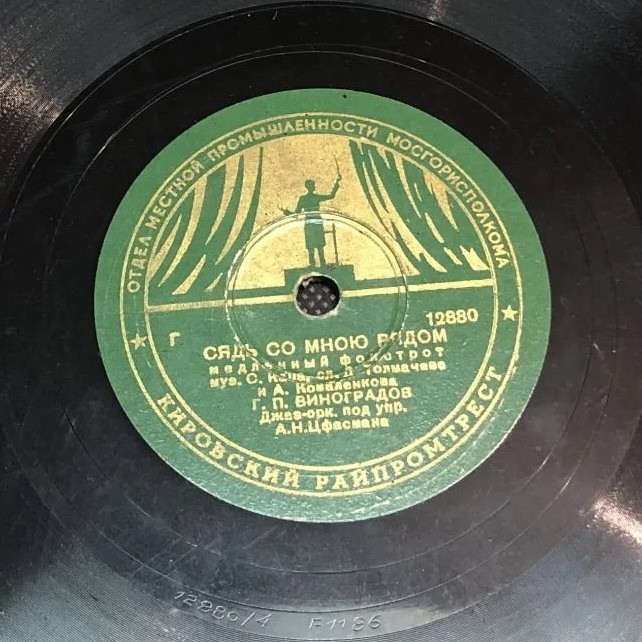 ОТДЕЛ МЕСТНОЙ ПРОМЫШЛЕННОСТИ МОСГОРИСПОЛКОМА
12880
Г
СЯДЬ СО МНОЮ РЯДОМ
медленный фокстрот
муз. С. Каца, сл. Д. Толмачева
и А. Коваленкова
Г. П. ВИНОГРАДОВ
Джаз-орк. под упр.
А.Н.Цфасмана
КИРОВСКИЙ РАЙПРОМТРЕСТ
12880/4 F1186